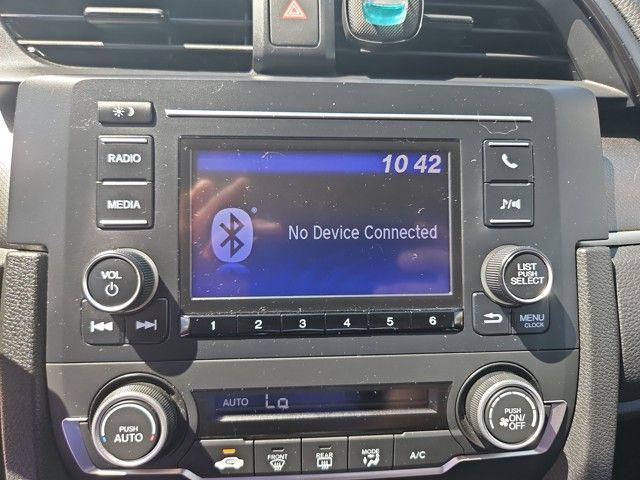 RADIO
MEDIA
10 42
No Device Connected
VOL
LIST
PUSH
SELECT
1 2 3 4 5 6
MENU
CLOCK
AUTO Lo
PUSH
AUTO
PUSH
ON/
OFF
FRONT
REAR
MODE
A/C